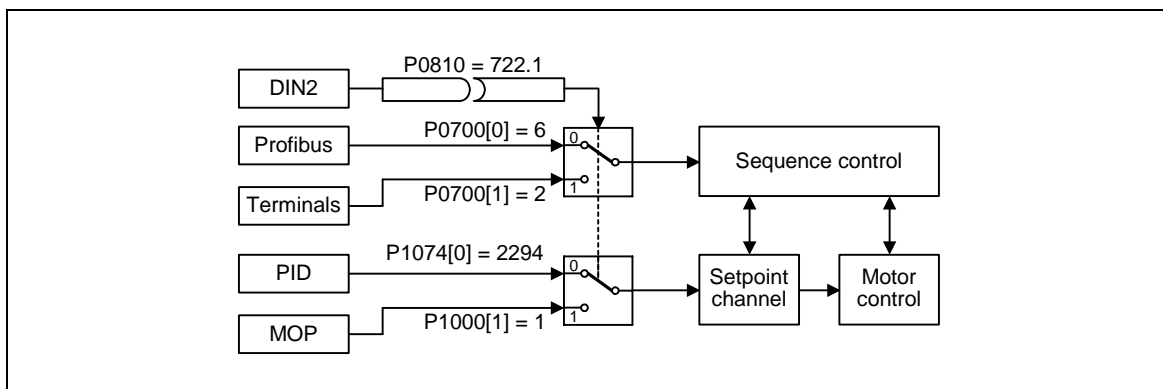 P0810 = 722.1
DIN2
P0700[0] = 6
Profibus
0
Sequence control
Terminals
1
P0700[1] = 2
P1074[0] = 2294
PID
0
Setpoint
channel
Motor
control
MOP
1
P1000[1] = 1